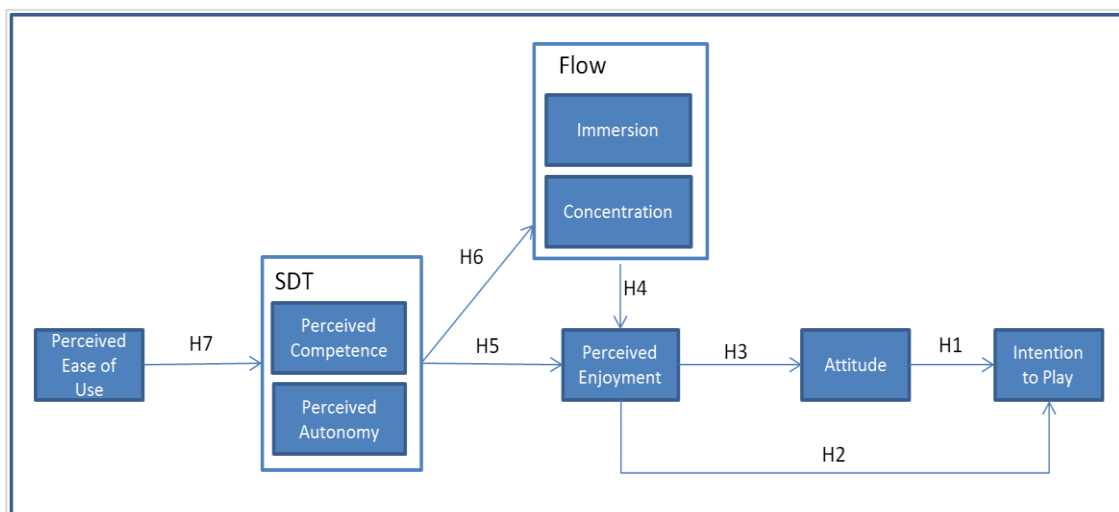 Flow
Immersion
Concentration
H6
H4
SDT
Perceived
Competence
Perceived
Autonomy
Perceived
Ease of
Use
H7
H5
Perceived
Enjoyment
H3
Attitude
H1
Intention
to Play
H2